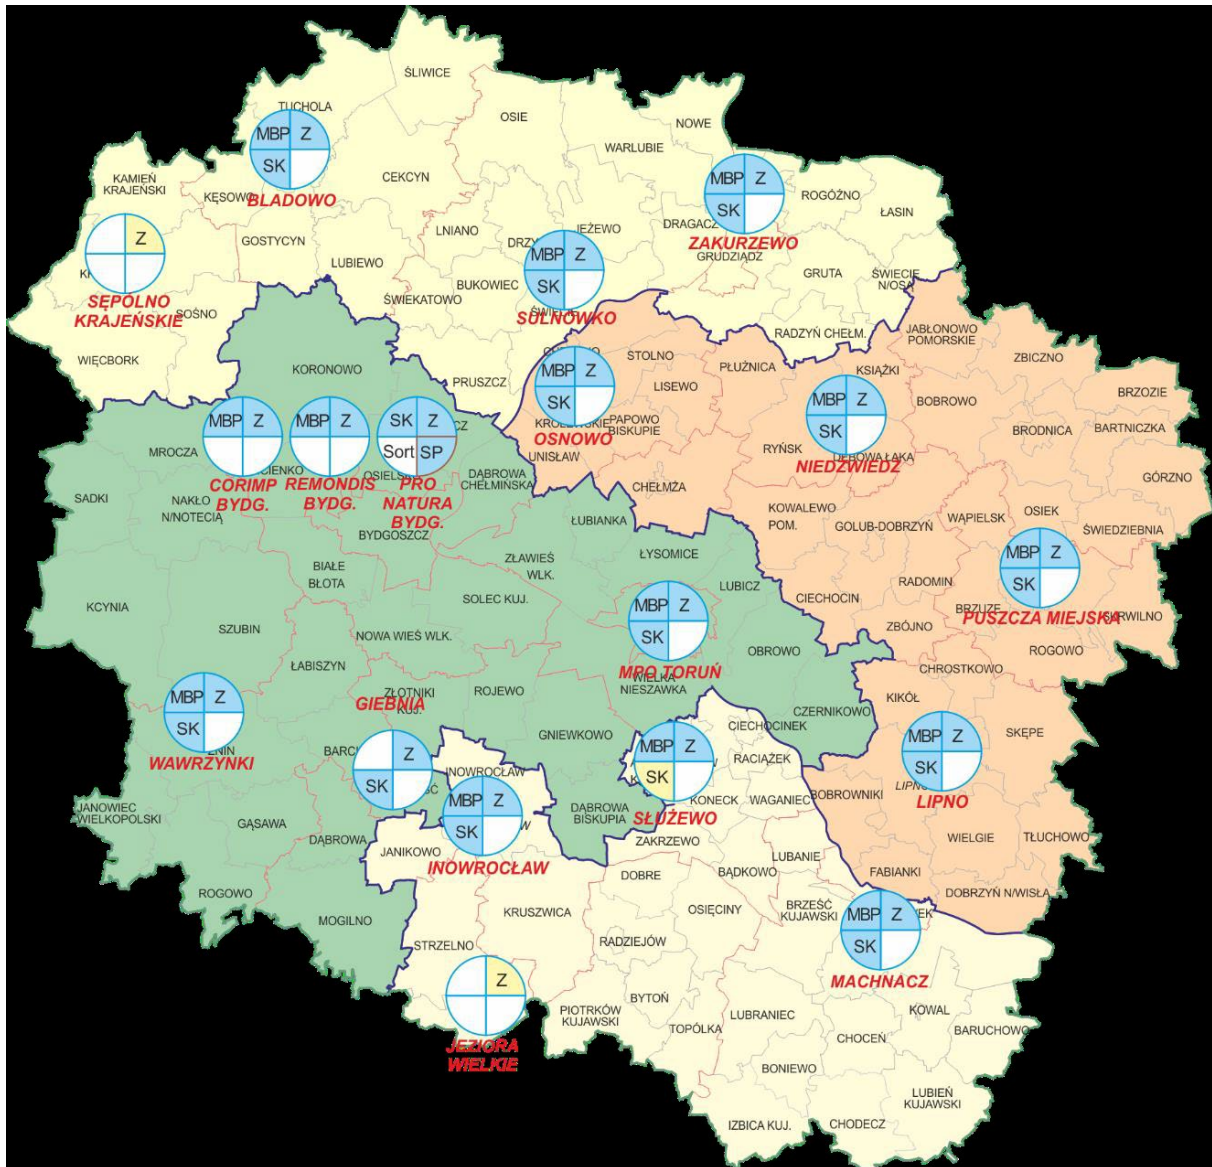 ŚLIWICE
TUCHOLA
OSIE
NOWE
MBP Z
SK
WARLUBIE
KAMIEŃ
KRAJEŃSKI
KĘSOWO
CEKCYN
MBP Z
SK
ROGÓŹNO
BLADOWO
ŁASIN
Z
GOSTYCYN
LNIANO
JEŻEWO
DRAGACZ
ZAKURZEWO
GRUDZIĄDZ
MBP Z
SK
LUBIEWO
BUKOWIEC
GRUTA
ŚWIECIE
N/OSĄ
SĘPÓLNO
KRAJEŃSKIE
SOŚNO
ŚWIEKATOWO
SULNÓWKO
RADZYŃ CHEŁM.
JABŁONOWO
POMORSKIE
WIĘCBORK
KORONOWO
PRUSZCZ
STOLNO
PŁUŻNICA
KSIĄŻKI
ZBICZNO
MBP Z
SK
LISEWO
BOBROWO
BRZOZIE
MBP Z
MBP Z
SK Z
Sort SP
PAPOWO
BISKUPIE
MBP Z
SK
BRODNICA
BARTNICZKA
OSNOWO
MROCZA
UNISŁAW
RYŃSK
NIEDŹWIEDŹ
GÓRZNO
CORIMP
BYDG.
REMONDIS
BYDG.
PRO
NATURA
BYDG.
DĄBROWA
CHEŁMIŃSKA
CHEŁMŻA
SADKI
NAKŁO
N/NOTECIĄ
KOWALEWO
POM.
GOLUB-DOBRZYŃ
WĄPIELSK
OSIEK
ŚWIEDZIEBNIA
ŁUBIANKA
BYDGOSZCZ
ZŁAWIEŚ
WLK.
ŁYSOMICE
MBP Z
SK
BIAŁE
BŁOTA
LUBICZ
RADOMIN
KCYNIA
SOLEC KUJ.
MBP Z
SK
CIECHOCIN
BRZUZE
PUSZCZA MIEJSKA
SZUBIN
NOWA WIEŚ WLK.
ZBÓJNO
OBROWO
ROGOWO
ŁABISZYN
MPO TORUŃ
WIELKA
NIESZAWKA
CHROSTKOWO
GIEBNIA
ZŁOTNIKI
KUJ.
ROJEWO
KIKÓŁ
MBP Z
SK
CZERNIKOWO
CIECHOCINEK
SKĘPE
GNIEWKOWO
MBP Z
SK
MBP Z
SK
WAWRZYNKI
RACIĄŻEK
Z
SK
INOWROCŁAW
BOBROWNIKI
LIPNO
JANOWIEC
WIELKOPOLSKI
GĄSAWA
MBP Z
SK
DĄBROWA
BISKUPIA
SŁUŻEWO
KONECK
WAGANIEC
DĄBROWA
ZAKRZEWO
WIELGIE
TŁUCHOWO
JANIKOWO
INOWROCŁAW
DOBRE
BĄDKOWO
LUBANIE
FABIANKI
ROGOWO
DOBRZYŃ N/WISŁĄ
MOGILNO
KRUSZWICA
OSIĘCINY
BRZEŚĆ
KUJAWSKI
MBP Z
SK
STRZELNO
RADZIEJÓW
MACHNACZ
Z
BYTOŃ
PIOTRKÓW
KUJAWSKI
LUBRANIEC
KOWAL
TOPÓLKA
CHOCEŃ
BARUCHOWO
JEZIORA
WIELKIE
BONIEWO
LUBIEŃ
KUJAWSKI
IZBICA KUJ.
CHODECZ